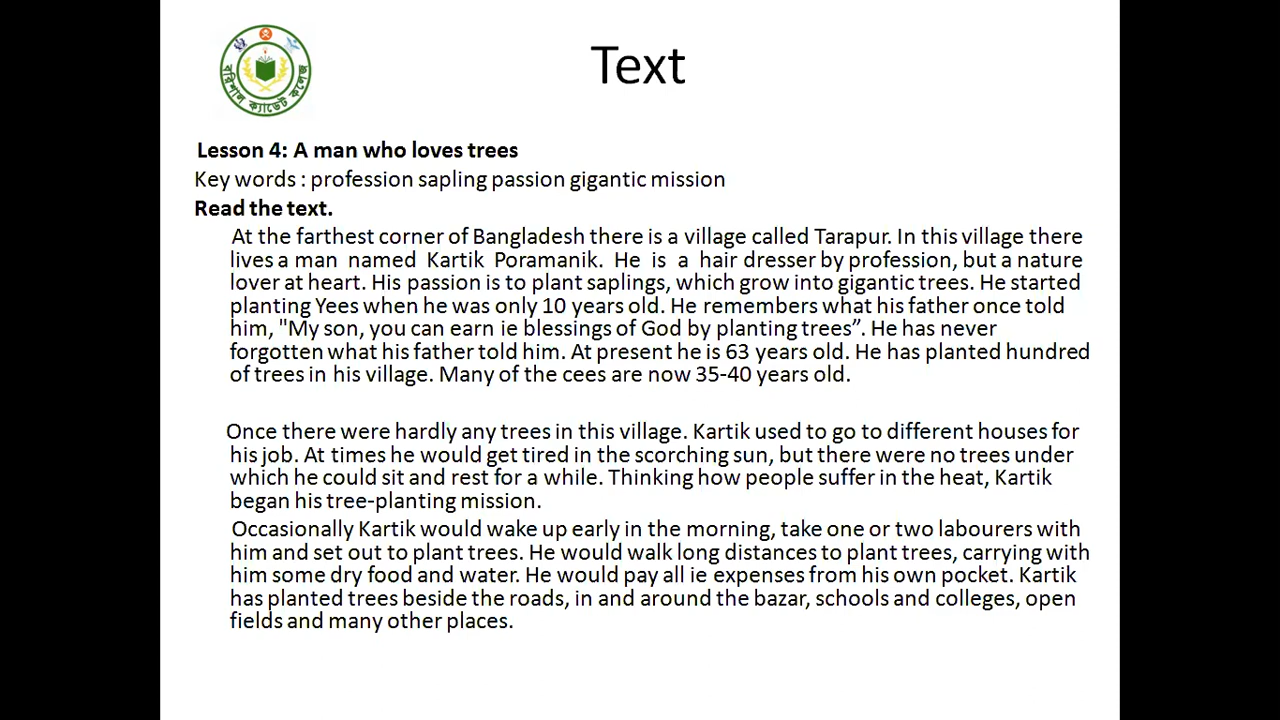 বরিশাল ক্যাডেট কলেজ
Text
Lesson 4: A man who loves trees
Key words : profession sapling passion gigantic mission
Read the text.
At the farthest corner of Bangladesh there is a village called Tarapur. In this village there
lives a man named Kartik Poramanik. He is a hair dresser by profession, but a nature
lover at heart. His passion is to plant saplings, which grow into gigantic trees. He started
planting Yees when he was only 10 years old. He remembers what his father once told
him, "My son, you can earn ie blessings of God by planting trees”. He has never
forgotten what his father told him. At present he is 63 years old. He has planted hundred
of trees in his village. Many of the cees are now 35-40 years old.
Once there were hardly any trees in this village. Kartik used to go to different houses for
his job. At times he would get tired in the scorching sun, but there were no trees under
which he could sit and rest for a while. Thinking how people suffer in the heat, Kartik
began his tree-planting mission.
Occasionally Kartik would wake up early in the morning, take one or two labourers with
him and set out to plant trees. He would walk long distances to plant trees, carrying with
him some dry food and water. He would pay all ie expenses from his own pocket. Kartik
has planted trees beside the roads, in and around the bazar, schools and colleges, open
fields and many other places.